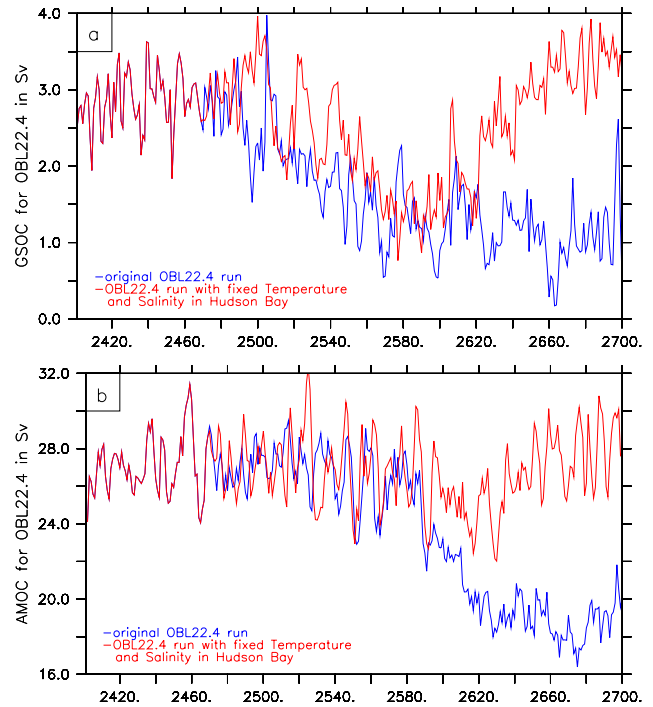 a
GSOC for OBL22.4 in Sv
4.0
3.0
2.0
1.0
0.0
−original OBL22.4 run
−OBL22.4 run with fixed Temperature
and Salinity in Hudson Bay
2420. 2460. 2500. 2540. 2580. 2620. 2660. 2700.
b
AMOC for OBL22.4 in Sv
32.0
28.0
24.0
20.0
16.0
−original OBL22.4 run
−OBL22.4 run with fixed Temperature
and Salinity in Hudson Bay
2420. 2460. 2500. 2540. 2580. 2620. 2660. 2700.